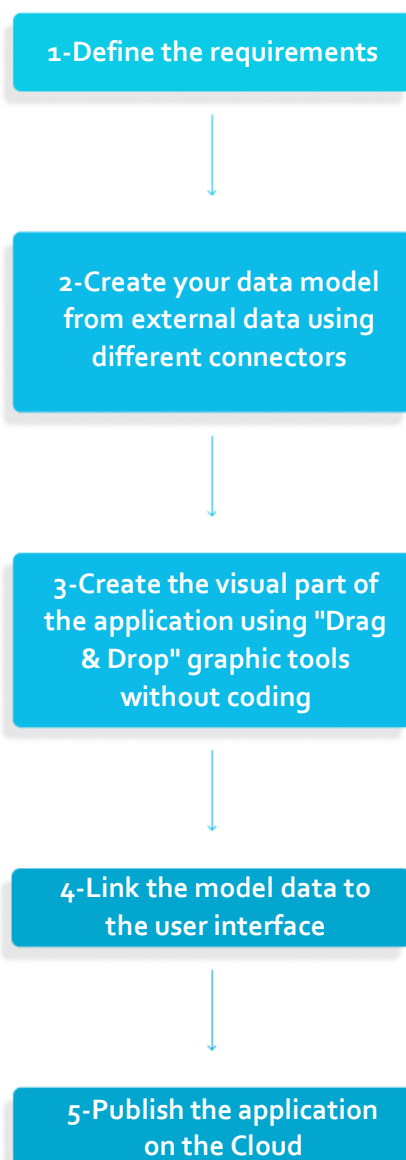 1-Define the requirements
2-Create your data model
from external data using
different connectors
3-Create the visual part of
the application using "Drag
& Drop" graphic tools
without coding
4-Link the model data to
the user interface
5-Publish the application
on the Cloud